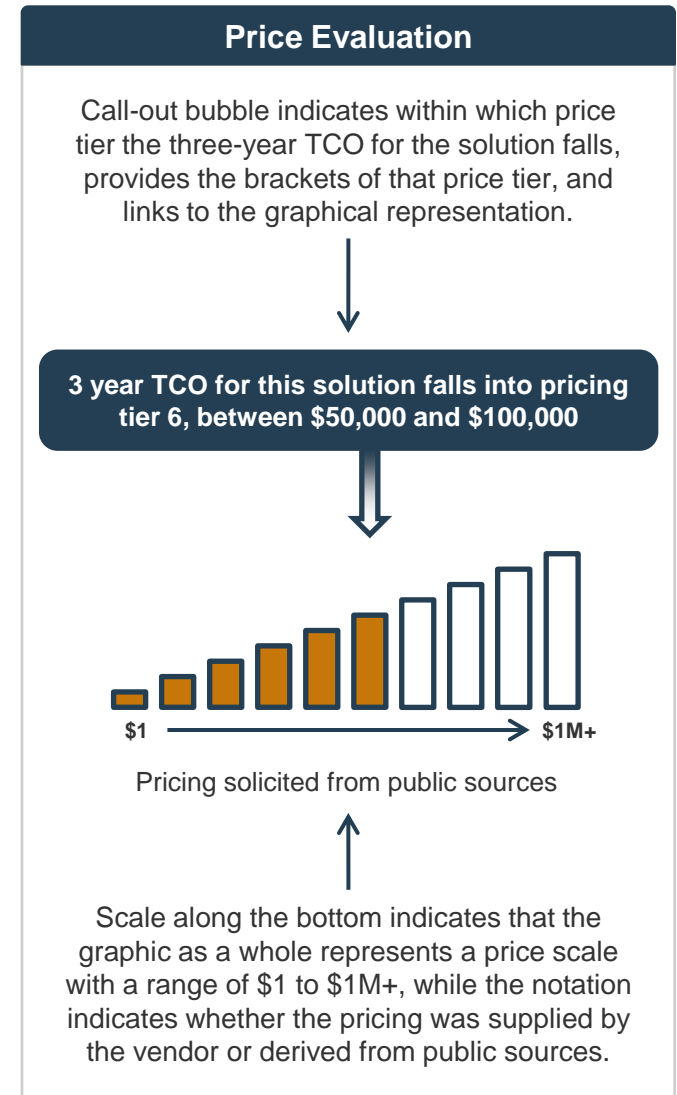 Price Evaluation
Call-out bubble indicates within which price
tier the three-year TCO for the solution falls,
provides the brackets of that price tier, and
links to the graphical representation.
3 year TCO for this solution falls into pricing
tier 6, between $50,000 and $100,000
$1
$1M+
Pricing solicited from public sources
Scale along the bottom indicates that the
graphic as a whole represents a price scale
with a range of $1 to $1M+, while the notation
indicates whether the pricing was supplied by
the vendor or derived from public sources.